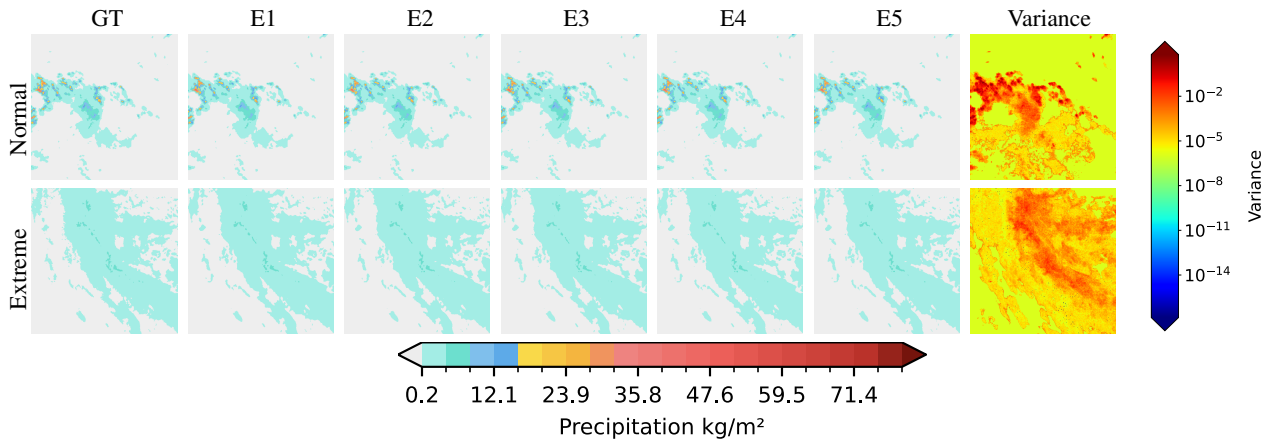 GT E1 E2 E3 E4 E5 Variance
Normal
Extreme
10⁻²
10⁻⁵
10⁻⁸
10⁻¹¹
10⁻¹⁴
Variance
0.2 12.1 23.9 35.8 47.6 59.5 71.4
Precipitation kg/m²